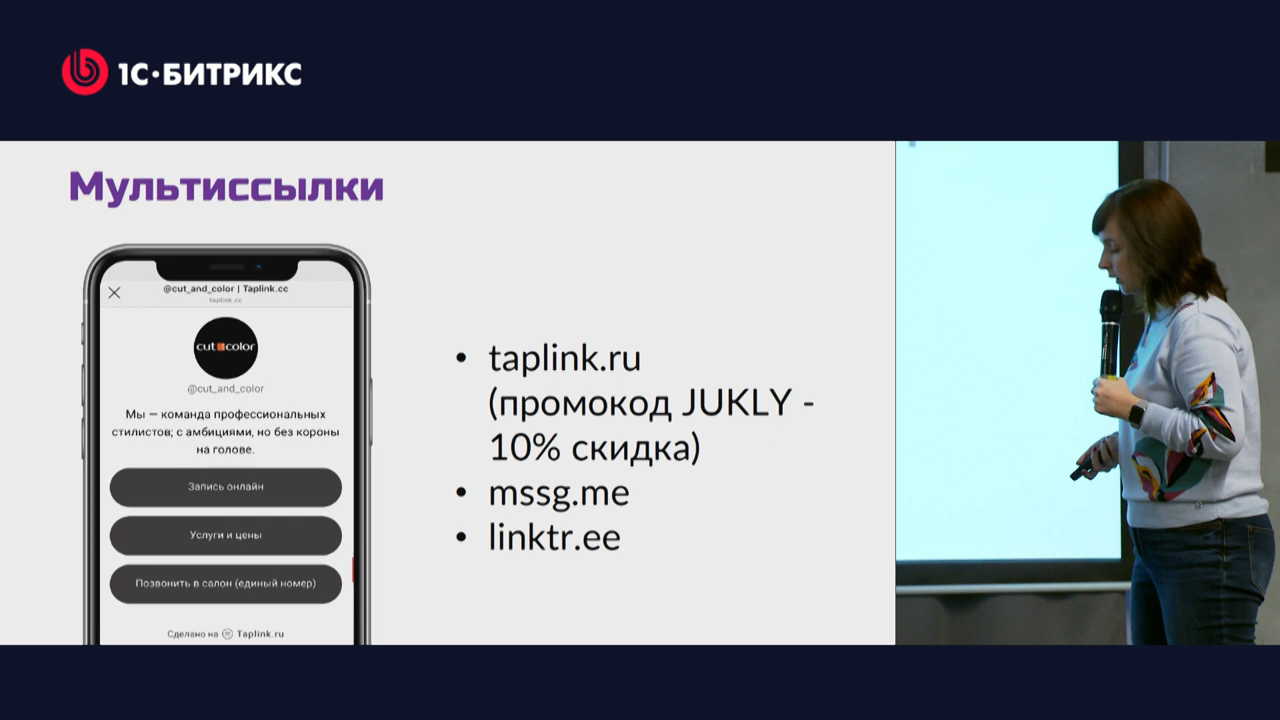 1С·БИТРИКС
Мультиссылки
@cut_and_color | Taplink.cc
taplink.cc
cut color
@cut_and_color
Мы — команда профессиональных
стилистов; с амбициями, но без короны
на голове.
Запись онлайн
Услуги и цены
Позвонить в салон (единый номер)
Сделано на Taplink.ru
• taplink.ru
(промокод JUKLY -
10% скидка)
• mssg.me
• linktr.ee